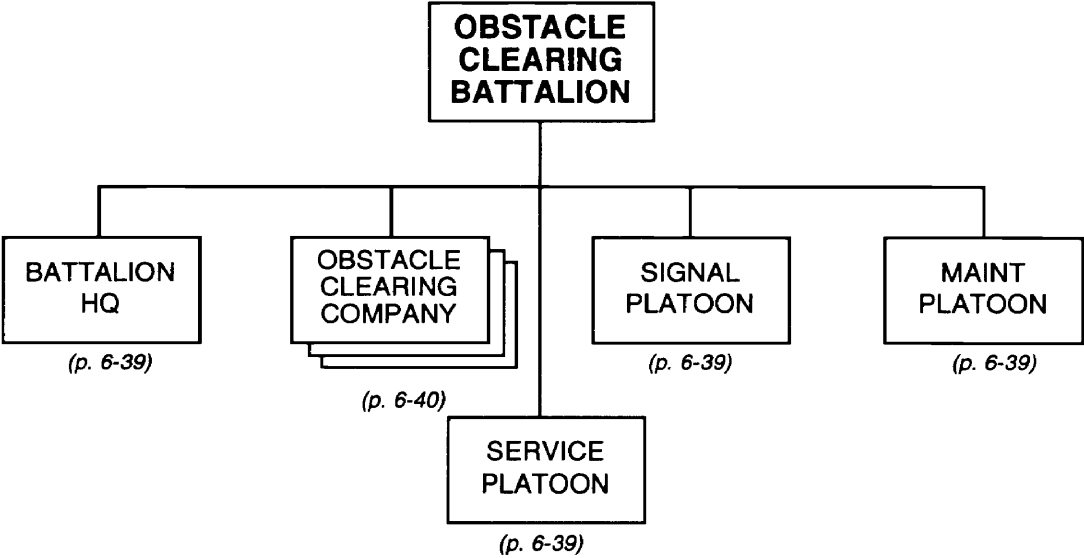 OBSTACLE
CLEARING
BATTALION
BATTALION
HQ
(p. 6-39)
OBSTACLE
CLEARING
COMPANY
(p. 6-40)
SIGNAL
PLATOON
(p. 6-39)
MAINT
PLATOON
(p. 6-39)
SERVICE
PLATOON
(p. 6-39)